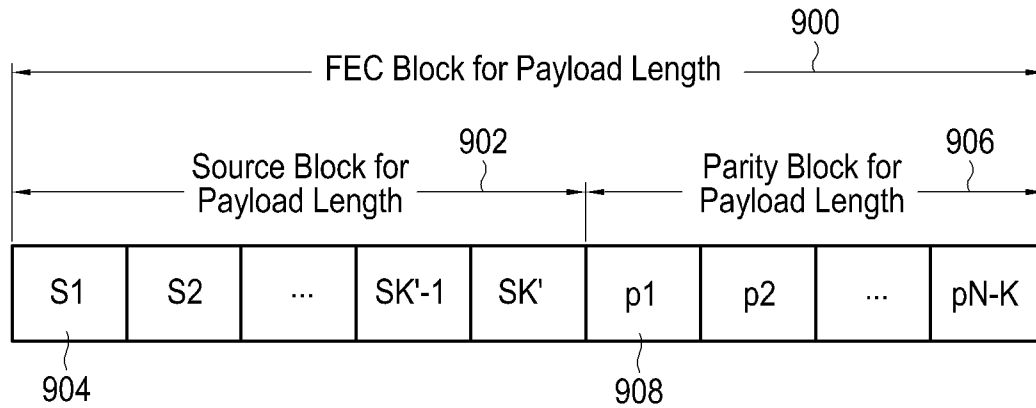 900
FEC Block for Payload Length
902
906
Source Block for
Payload Length
Parity Block for
Payload Length
S1 S2 ... SK'-1 SK' p1 p2 ... pN-K
904
908